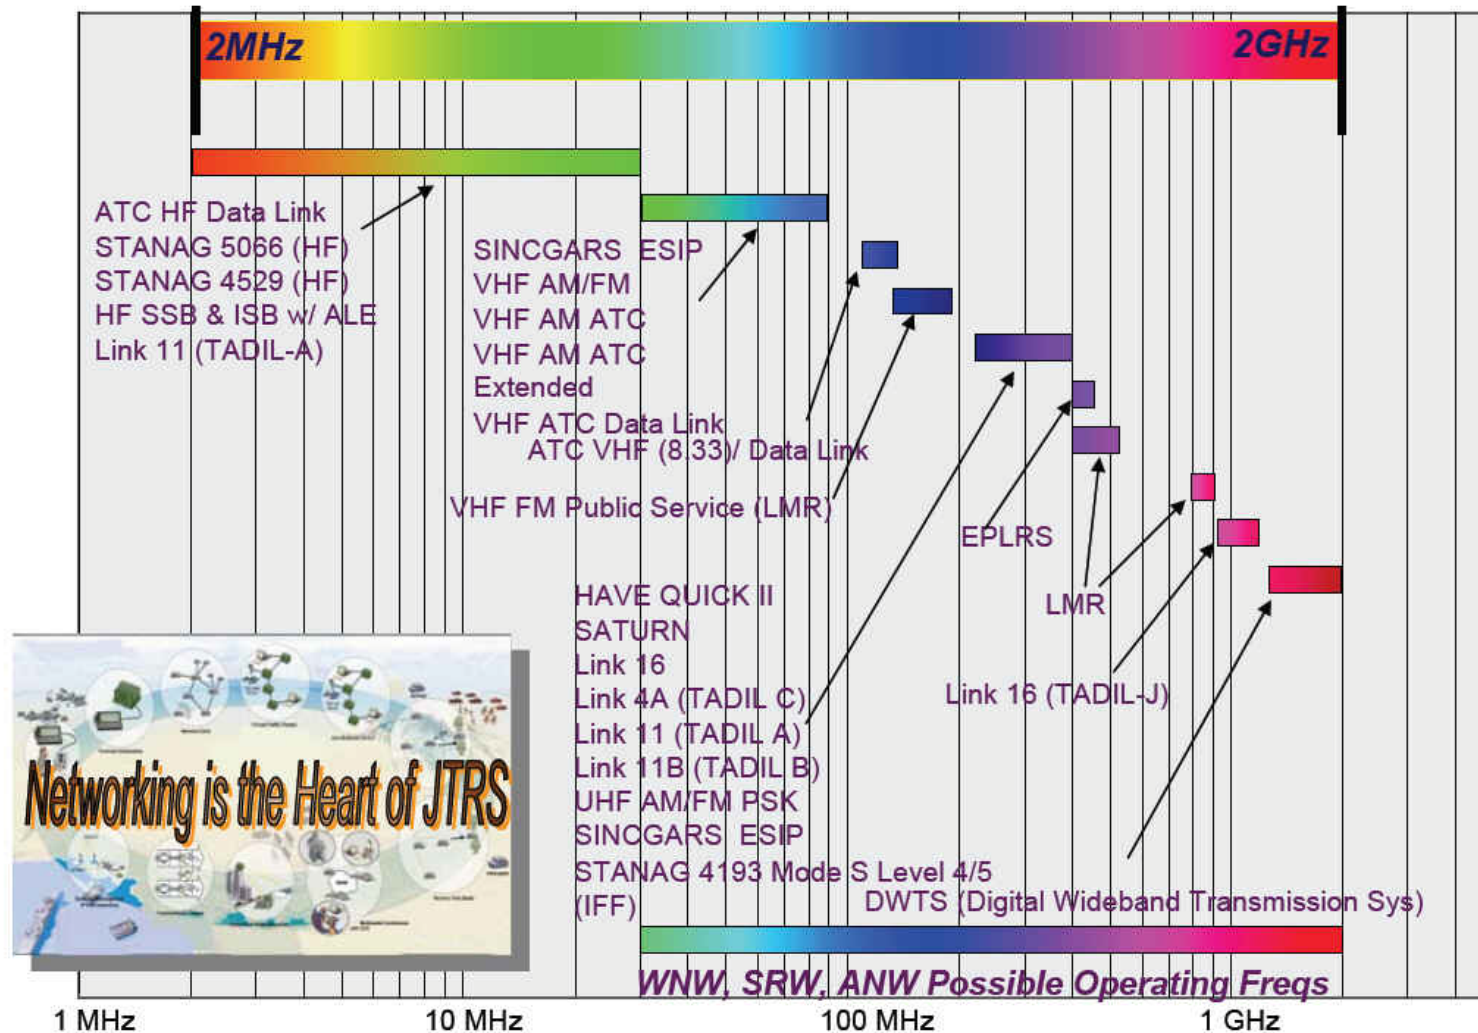 2MHz
2GHz
ATC HF Data Link
STANAG 5066 (HF)
STANAG 4529 (HF)
HF SSB & ISB w/ ALE
Link 11 (TADIL-A)
SINCGARS ESIP
VHF AM/FM
VHF AM ATC
VHF AM ATC
Extended
VHF ATC Data Link
ATC VHF (8.33)/ Data Link
VHF FM Public Service (LMR)
EPLRS
LMR
Link 16 (TADIL-J)
HAVE QUICK II
SATURN
Link 16
Link 4A (TADIL C)
Link 11 (TADIL A)
Link 11B (TADIL B)
UHF AM/FM PSK
SINCGARS ESIP
STANAG 4193 Mode S Level 4/5
(IFF)
DWTS (Digital Wideband Transmission Sys)
Networking is the Heart of JTRS
WNW, SRW, ANW Possible Operating Freqs
1 MHz
10 MHz
100 MHz
1 GHz